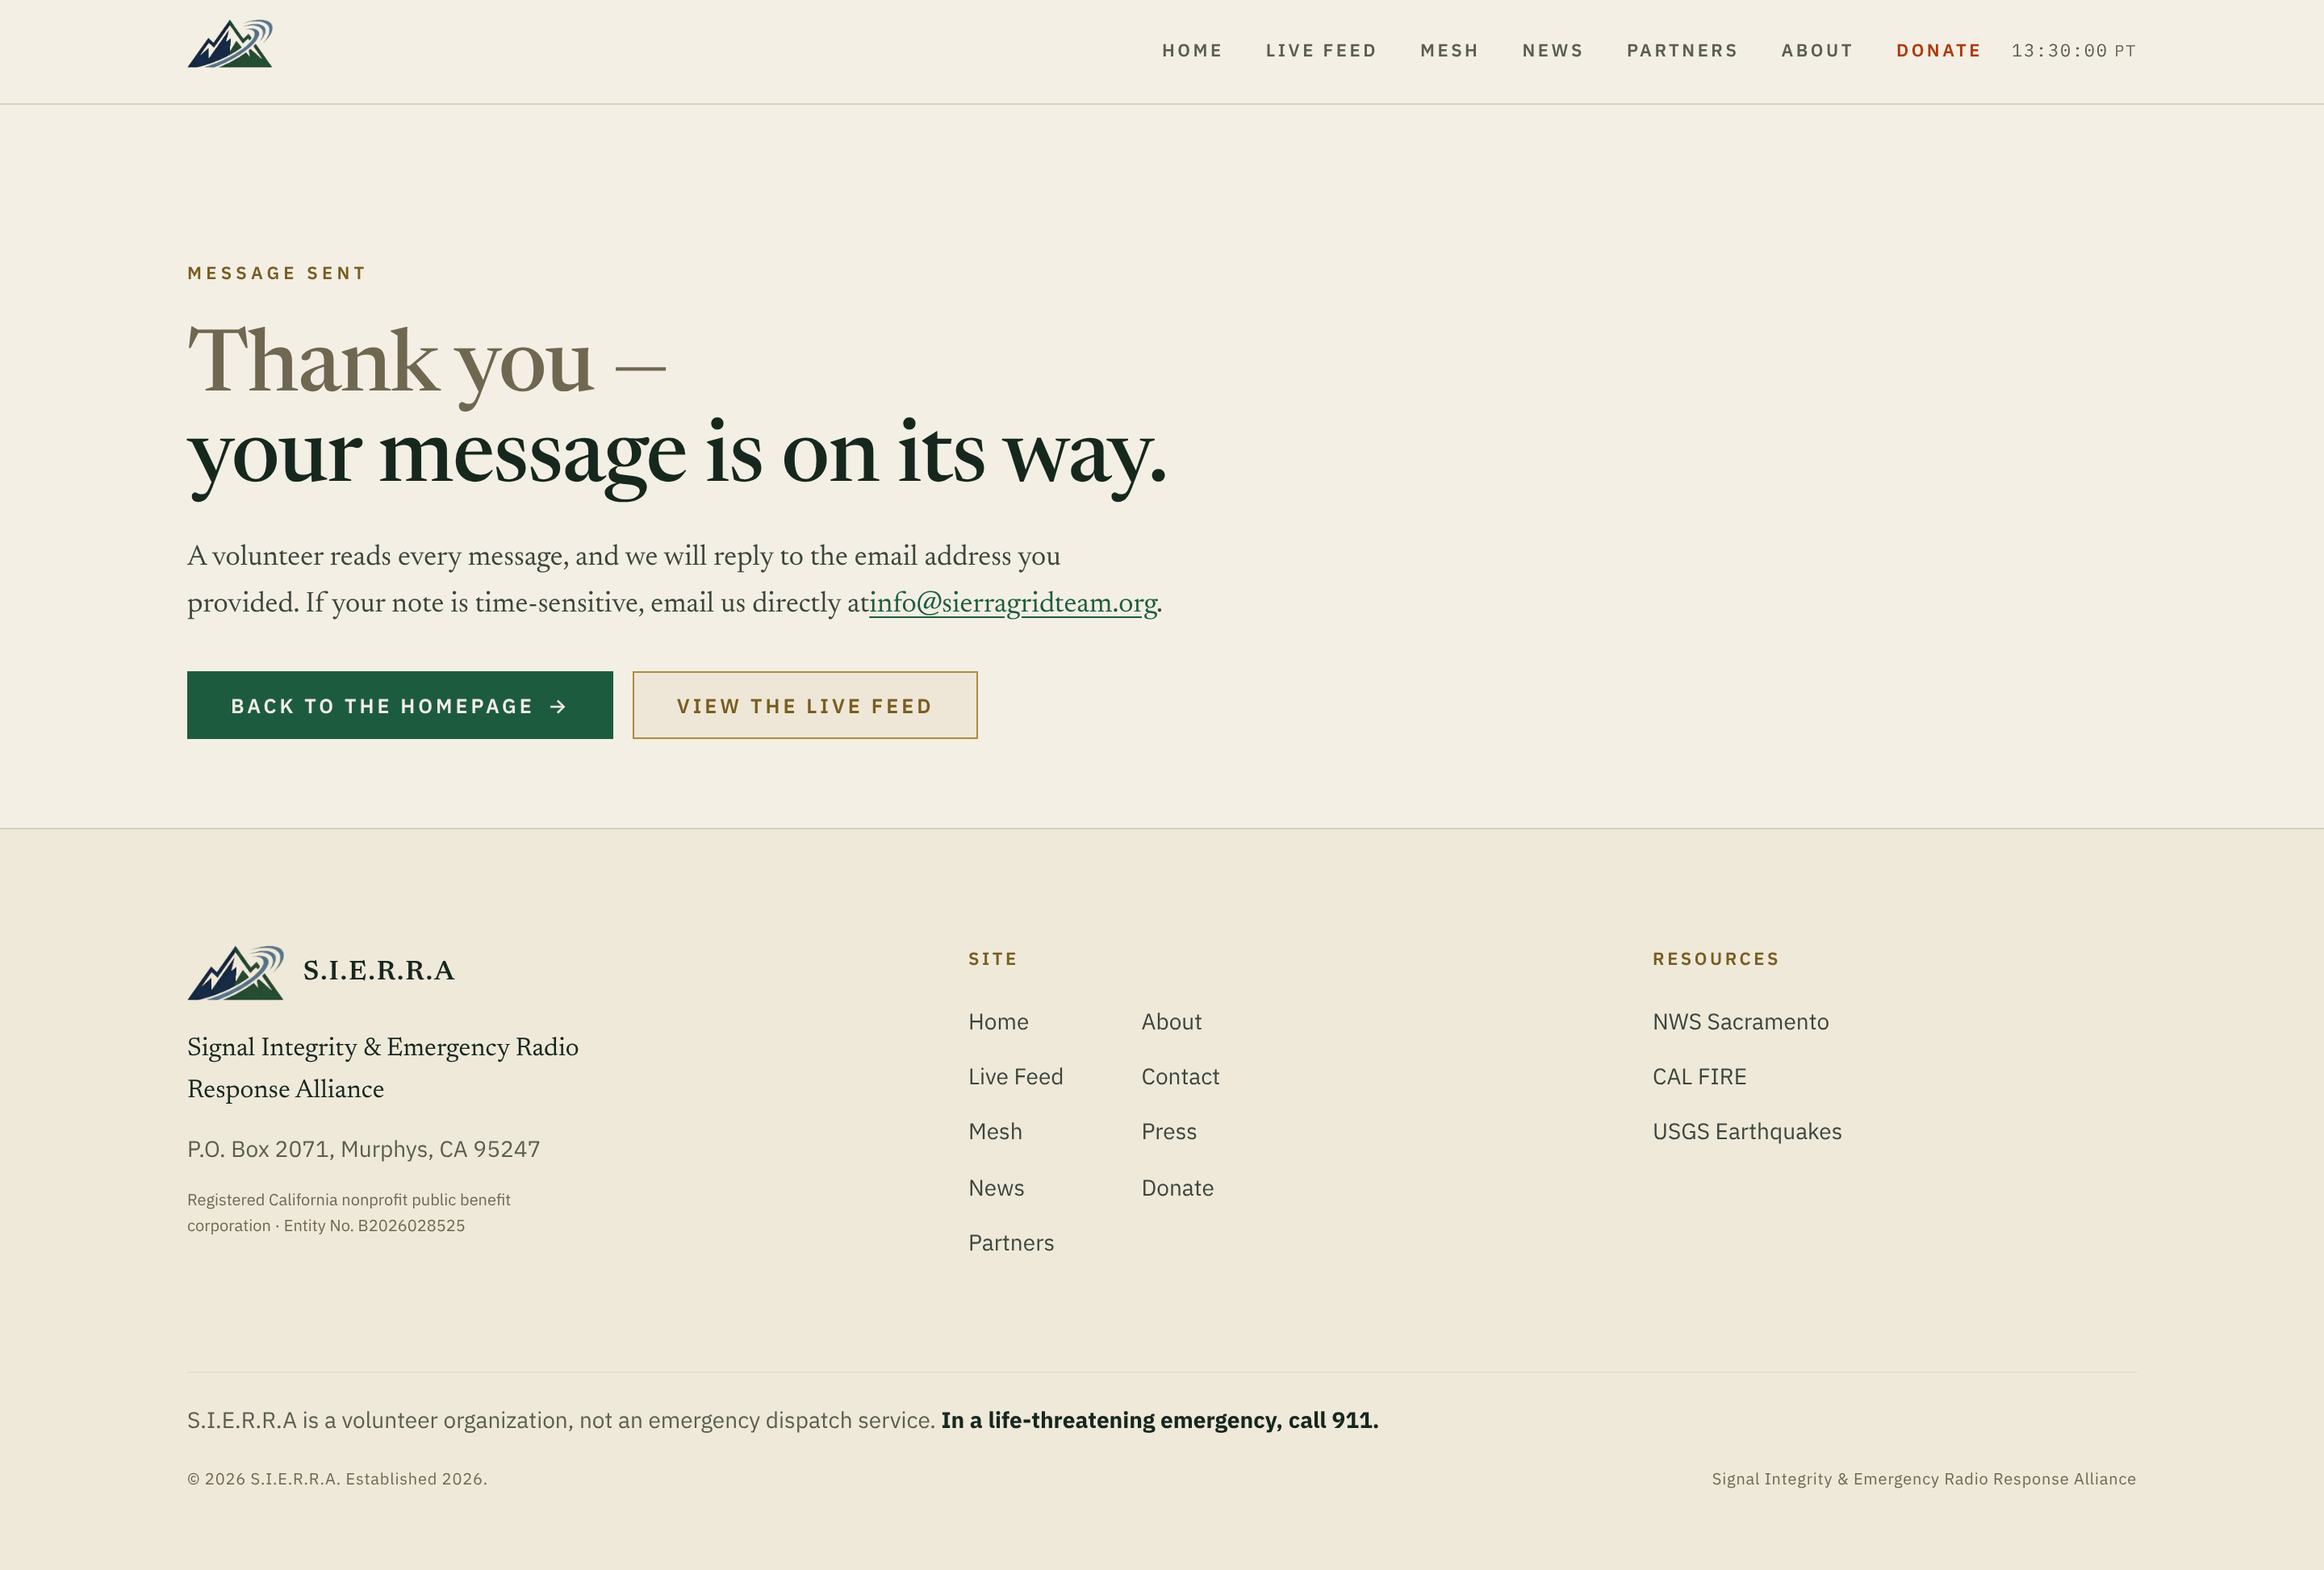 HOME LIVE FEED MESH NEWS PARTNERS ABOUT DONATE 13:30:00 PT
MESSAGE SENT
Thank you —
your message is on its way.
A volunteer reads every message, and we will reply to the email address you
provided. If your note is time-sensitive, email us directly atinfo@sierragridteam.org.
BACK TO THE HOMEPAGE →
VIEW THE LIVE FEED
S.I.E.R.R.A
Signal Integrity & Emergency Radio
Response Alliance
P.O. Box 2071, Murphys, CA 95247
Registered California nonprofit public benefit
corporation · Entity No. B2026028525
SITE
Home
Live Feed
Mesh
News
Partners
About
Contact
Press
Donate
RESOURCES
NWS Sacramento
CAL FIRE
USGS Earthquakes
S.I.E.R.R.A is a volunteer organization, not an emergency dispatch service. In a life-threatening emergency, call 911.
© 2026 S.I.E.R.R.A. Established 2026.
Signal Integrity & Emergency Radio Response Alliance